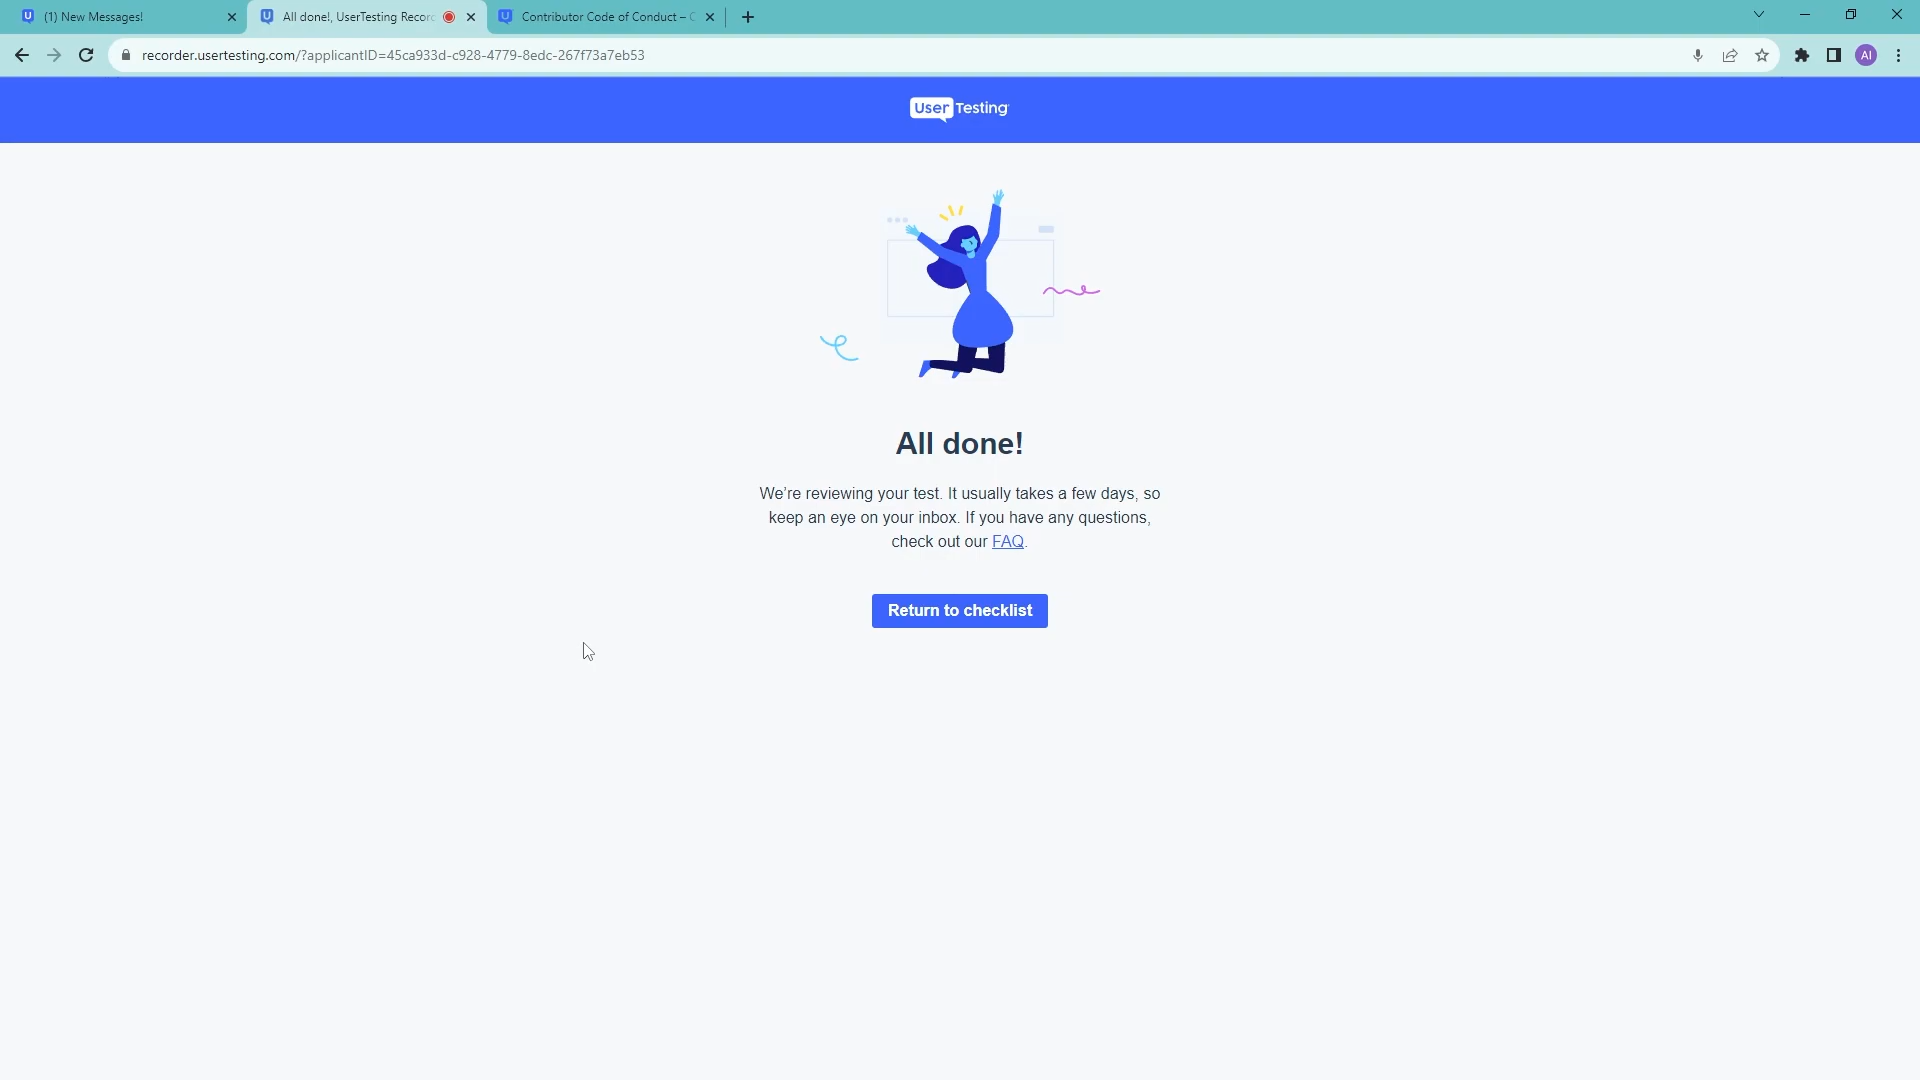 (1) New Messages!
All done!, UserTesting Recor
Contributor Code of Conduct – C
recorder.usertesting.com/?applicantID=45ca933d-c928-4779-8edc-267f73a7eb53
AI
User Testing
All done!
We're reviewing your test. It usually takes a few days, so
keep an eye on your inbox. If you have any questions,
check out our FAQ.
Return to checklist